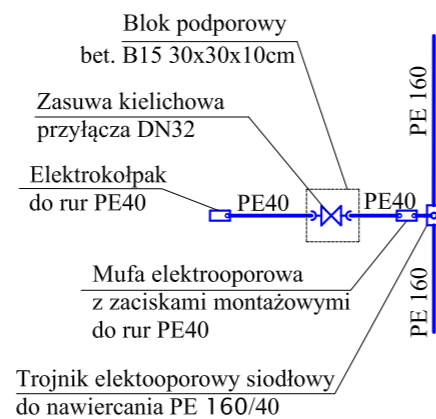 Blok podporowy
bet. B15 30x30x10cm
Zasuwa kielichowa
przyłącza DN32
Elektrokołpak
do rur PE40
PE40
PE40
PE 160
PE 160
Mufa elektrooporowa
z zaciskami montażowymi
do rur PE40
Trojnik elektooporowy siodłowy
do nawiercania PE 160/40